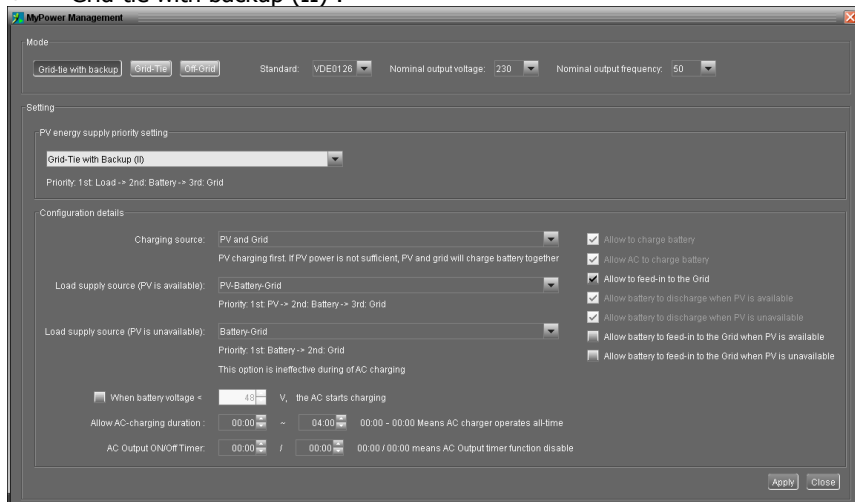 Grid-tie with backup (II) :
MyPower Management
Mode
Grid-tie with backup Grid-Tie Off-Grid Standard: VDE0126 Nominal output voltage: 230 Nominal output frequency: 50
Setting
PV energy supply priority setting
Grid-Tie with Backup (II)
Priority: 1st: Load -> 2nd: Battery -> 3rd: Grid
Configuration details
Charging source: PV and Grid
PV charging first. If PV power is not sufficient, PV and grid will charge battery together
Load supply source (PV is available): PV-Battery-Grid
Priority: 1st: PV -> 2nd: Battery -> 3rd: Grid
Load supply source (PV is unavailable): Battery-Grid
Priority: 1st: Battery -> 2nd: Grid
This option is ineffective during of AC charging
When battery voltage < 48 V, the AC starts charging
Allow AC-charging duration : 00:00 ~ 04:00 00:00 - 00:00 Means AC charger operates all-time
AC Output ON/Off Timer: 00:00 / 00:00 00:00 / 00:00 means AC Output timer function disable
Allow to charge battery
Allow AC to charge battery
Allow to feed-in to the Grid
Allow battery to discharge when PV is available
Allow battery to discharge when PV is unavailable
Allow battery to feed-in to the Grid when PV is available
Allow battery to feed-in to the Grid when PV is unavailable
Apply Close